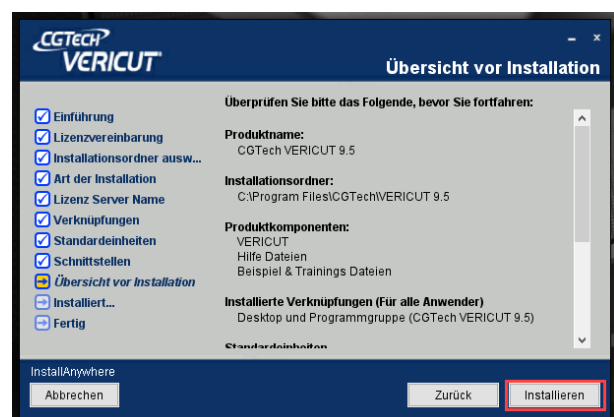 CGTECH
VERICUT
Übersicht vor Installation
Einführung
Lizenzvereinbarung
Installationsordner ausw...
Art der Installation
Lizenz Server Name
Verknüpfungen
Standardeinheiten
Schnittstellen
Übersicht vor Installation
Installiert...
Fertig
Überprüfen Sie bitte das Folgende, bevor Sie fortfahren:
Produktname:
CGTech VERICUT 9.5
Installationsordner:
C:\Program Files\CGTech\VERICUT 9.5
Produktkomponenten:
VERICUT
Hilfe Dateien
Beispiel & Trainings Dateien
Installierte Verknüpfungen (Für alle Anwender)
Desktop und Programmgruppe (CGTech VERICUT 9.5)
Standardeinheiten
InstallAnywhere
Abbrechen
Zurück
Installieren